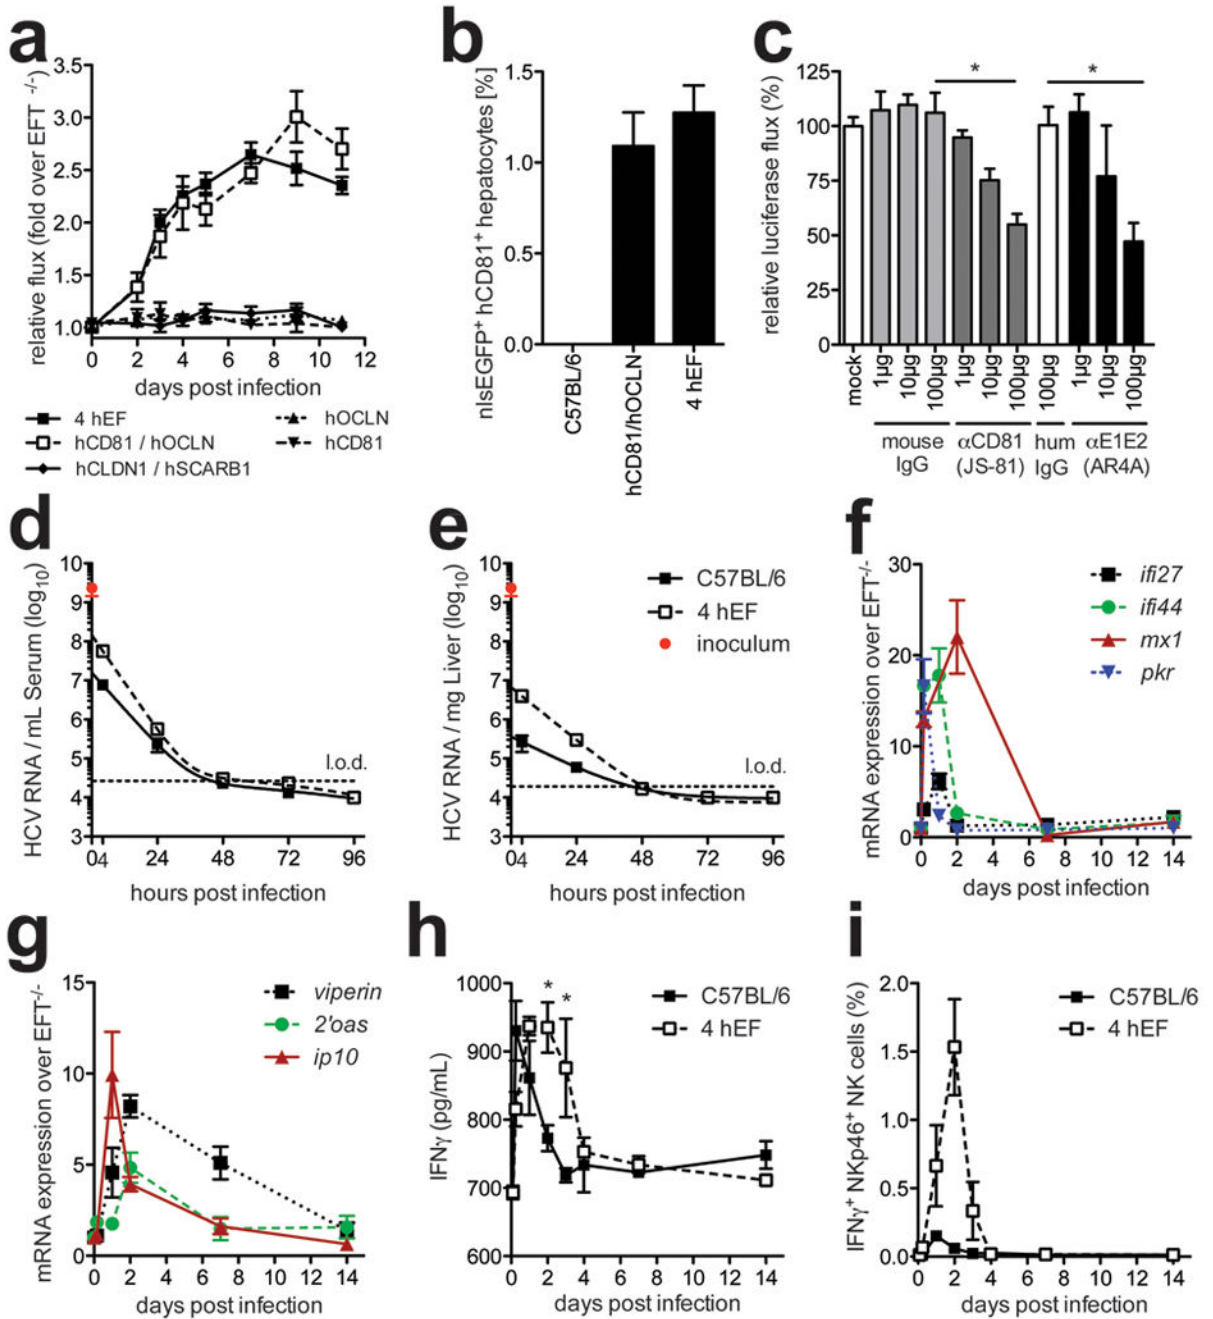 a
relative flux (fold over EFT -/-)
3.5
3.0
2.5
2.0
1.5
1.0
0 2 4 6 8 10 12
days post infection
4 hEF
hCD81 / hOCLN
hCLDN1 / hSCARB1
hOCLN
hCD81
b
nlsEGFP+ hCD81+ hepatocytes [%]
1.5
1.0
0.5
0.0
C57BL/6
hCD81/hOCLN
4 hEF
c
relative luciferase flux (%)
125
100
75
50
25
0
* *
mock 1µg 10µg 100µg 1µg 10µg 100µg 100µg 1µg 10µg 100µg
mouse IgG
αCD81 (JS-81)
hum IgG
αE1E2 (AR4A)
d
HCV RNA / mL Serum (log10)
10
9
8
7
6
5
4
3
l.o.d.
04 24 48 72 96
hours post infection
e
HCV RNA / mg Liver (log10)
10
9
8
7
6
5
4
3
C57BL/6
4 hEF
inoculum
l.o.d.
04 24 48 72 96
hours post infection
f
mRNA expression over EFT-/-
30
20
10
0
ifi27
ifi44
mx1
pkr
0 2 4 6 8 10 12 14
days post infection
g
mRNA expression over EFT-/-
15
10
5
0
viperin
2'oas
ip10
0 2 4 6 8 10 12 14
days post infection
h
IFNγ (pg/mL)
1000
900
800
700
600
* *
C57BL/6
4 hEF
0 2 4 6 8 10 12 14
days post infection
i
IFNγ+ NKp46+ NK cells (%)
2.0
1.5
1.0
0.5
0.0
C57BL/6
4 hEF
0 2 4 6 8 10 12 14
days post infection